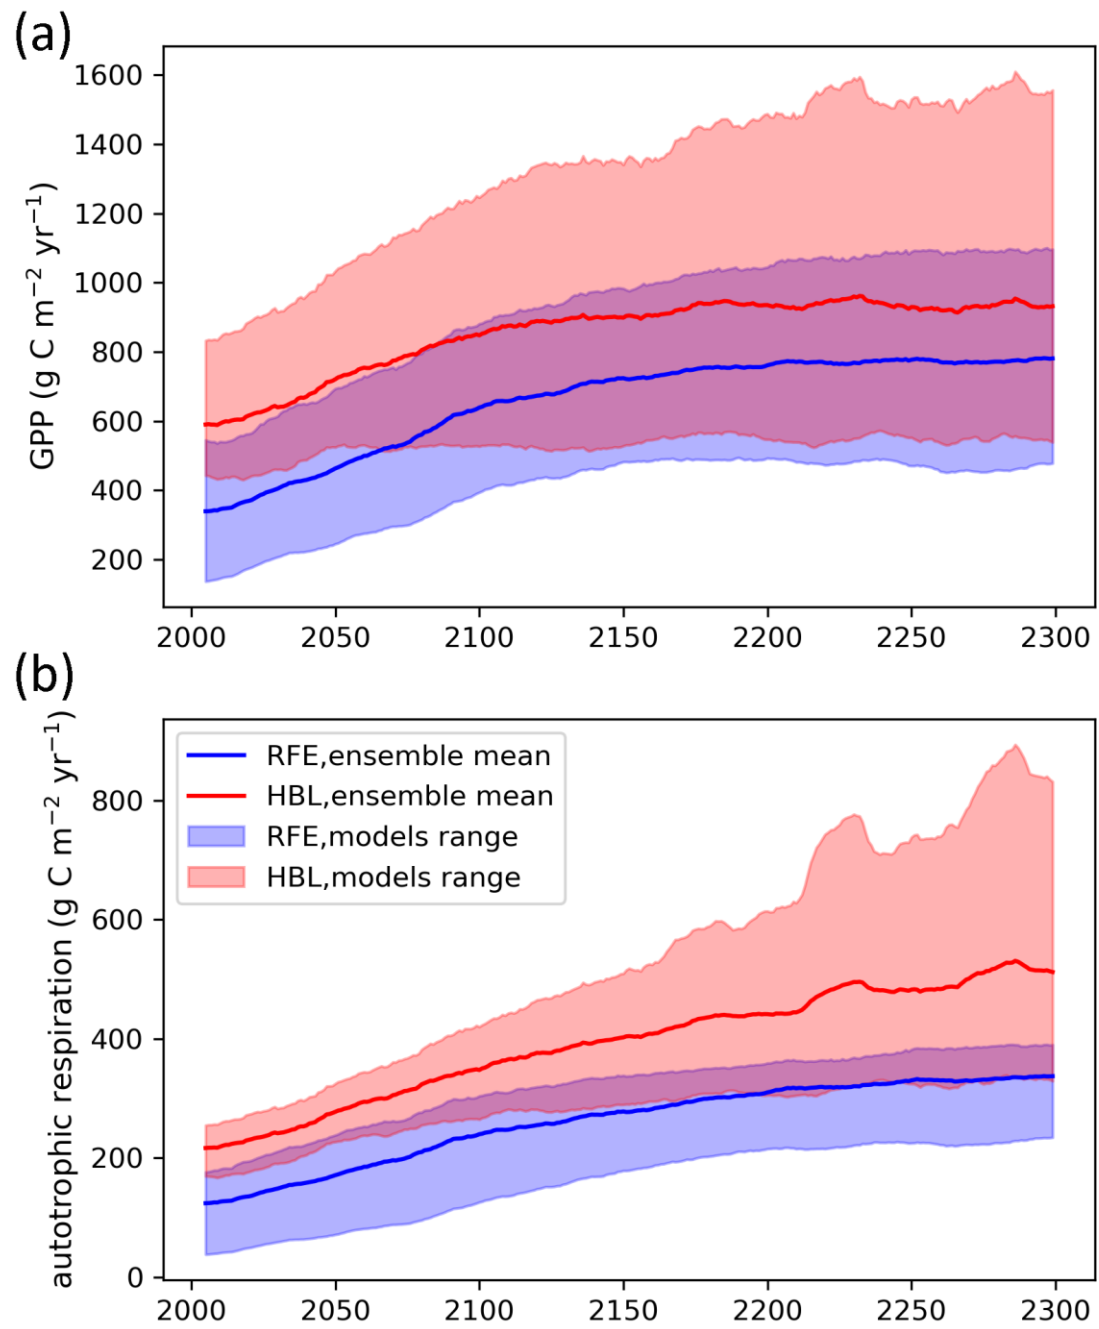 (a)
GPP (g C m⁻² yr⁻¹)
1600
1400
1200
1000
800
600
400
200
2000 2050 2100 2150 2200 2250 2300
(b)
autotrophic respiration (g C m⁻² yr⁻¹)
RFE,ensemble mean
HBL,ensemble mean
RFE,models range
HBL,models range
800
600
400
200
0
2000 2050 2100 2150 2200 2250 2300